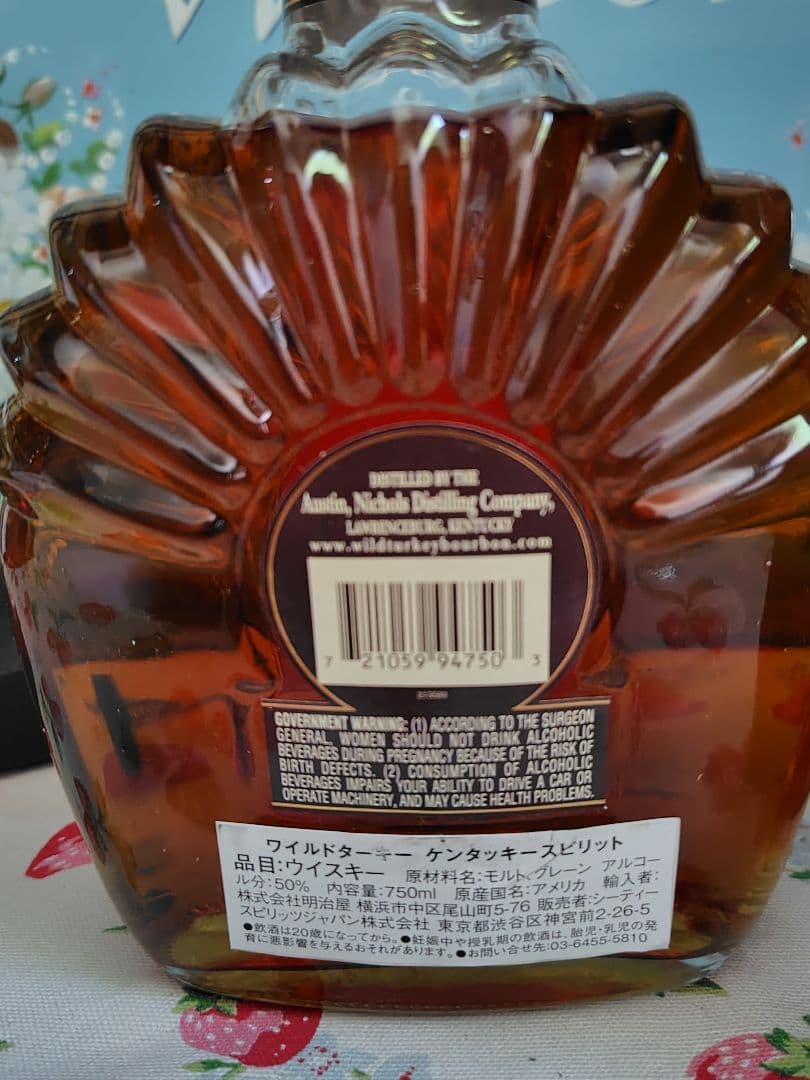 DISTILLED BY THE
Austin, Nichols Distilling Company,
LAWRENCEBURG, KENTUCKY
www.wildturkeybourbon.com
7 21059 94750 3
GOVERNMENT WARNING: (1) ACCORDING TO THE SURGEON
GENERAL, WOMEN SHOULD NOT DRINK ALCOHOLIC
BEVERAGES DURING PREGNANCY BECAUSE OF THE RISK OF
BIRTH DEFECTS. (2) CONSUMPTION OF ALCOHOLIC
BEVERAGES IMPAIRS YOUR ABILITY TO DRIVE A CAR OR
OPERATE MACHINERY, AND MAY CAUSE HEALTH PROBLEMS.
ワイルドターキー ケンタッキースピリット
品目:ウイスキー 原材料名:モルト、グレーン アルコー
ル分:50% 内容量:750ml 原産国名:アメリカ 輸入者:
株式会社明治屋 横浜市中区尾山町5-76 販売者:シーティー
スピリッツジャパン株式会社 東京都渋谷区神宮前2-26-5
●飲酒は20歳になってから。●妊娠中や授乳期の飲酒は、胎児・乳児の発
育に悪影響を与えるおそれがあります。●お問い合せ先:03-6455-5810